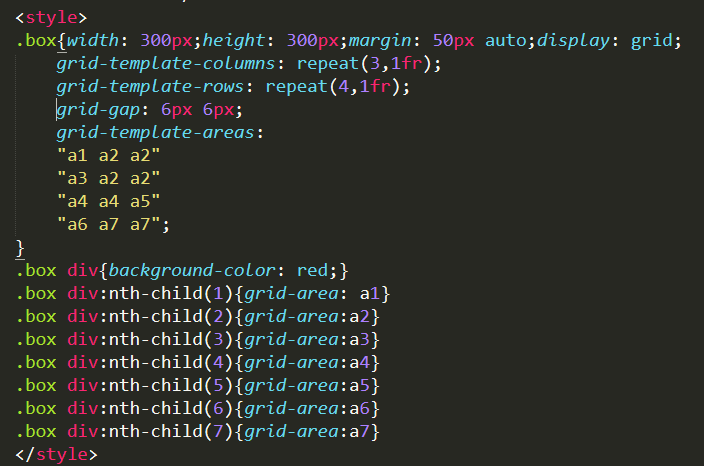 <style>
.box{width: 300px;height: 300px;margin: 50px auto;display: grid;
grid-template-columns: repeat(3,1fr);
grid-template-rows: repeat(4,1fr);
grid-gap: 6px 6px;
grid-template-areas:
"a1 a2 a2"
"a3 a2 a2"
"a4 a4 a5"
"a6 a7 a7";
}
.box div{background-color: red;}
.box div:nth-child(1){grid-area: a1}
.box div:nth-child(2){grid-area:a2}
.box div:nth-child(3){grid-area:a3}
.box div:nth-child(4){grid-area:a4}
.box div:nth-child(5){grid-area:a5}
.box div:nth-child(6){grid-area:a6}
.box div:nth-child(7){grid-area:a7}
</style>